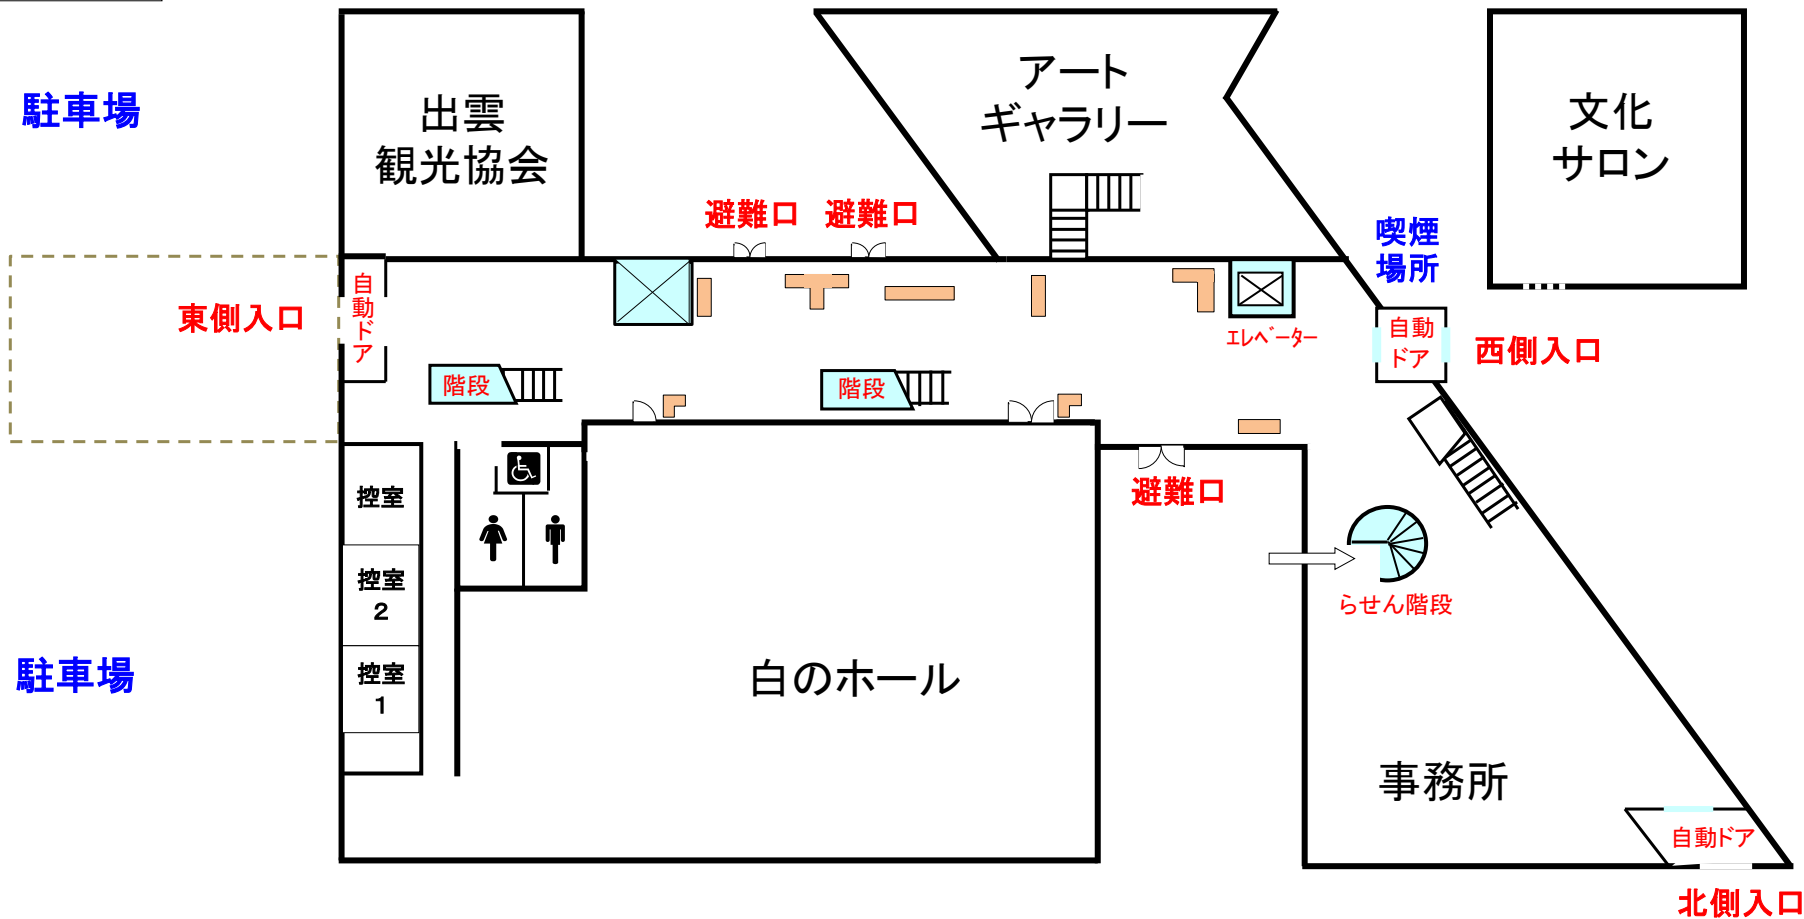 駐車場
出雲
観光協会
アート
ギャラリー
文化
サロン
避難口
避難口
喫煙
場所
東側入口
自動ドア
エレベーター
自動
ドア
西側入口
階段
階段
控室
避難口
控室
2
らせん階段
駐車場
控室
1
白のホール
事務所
自動ドア
北側入口